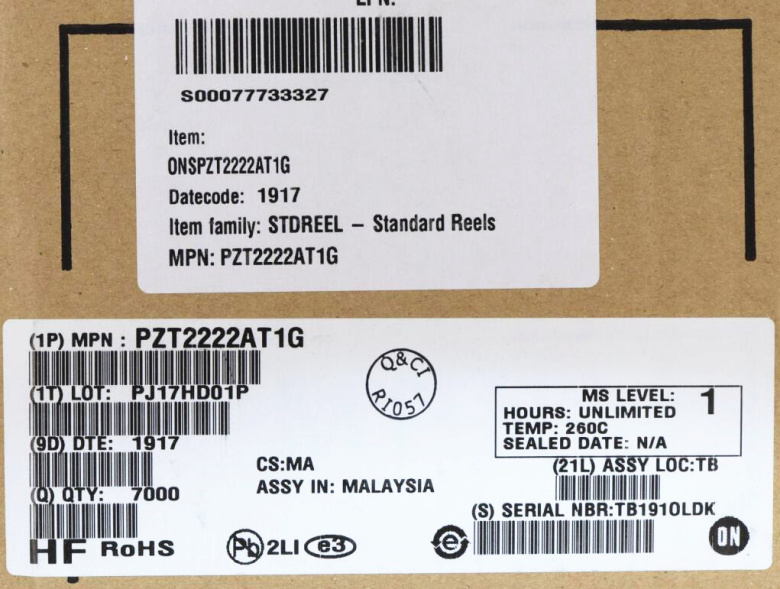 LPN:
S00077733327
Item:
ONSPZT2222AT1G
Datecode: 1917
Item family: STDREEL – Standard Reels
MPN: PZT2222AT1G
(1P) MPN : PZT2222AT1G
(1T) LOT: PJ17HD01P
(9D) DTE: 1917
(Q) QTY: 7000
HF RoHS
Q&CI
RI057
CS:MA
ASSY IN: MALAYSIA
Pb 2LI e3
e
MS LEVEL: 1
HOURS: UNLIMITED
TEMP: 260C
SEALED DATE: N/A
(21L) ASSY LOC:TB
(S) SERIAL NBR:TB1910LDK
ON